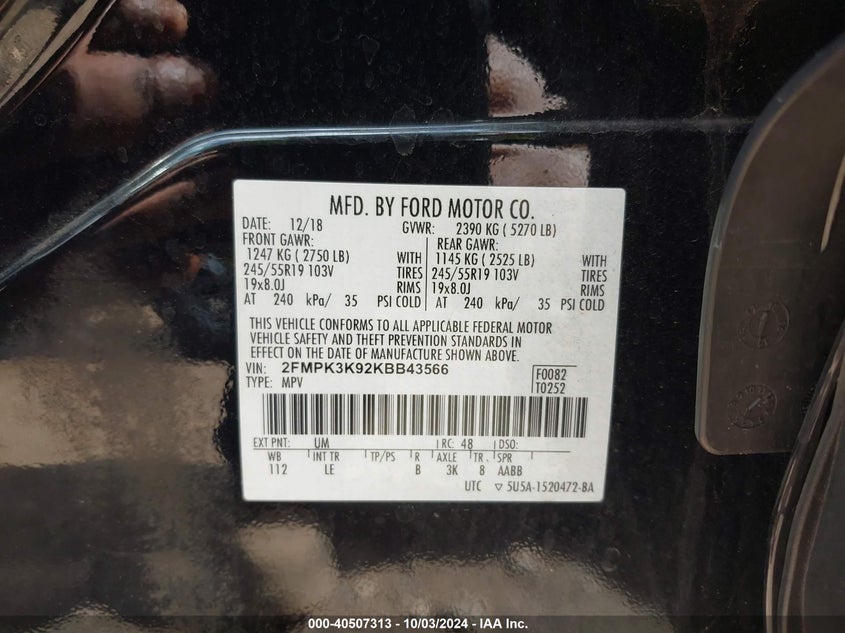 MFD. BY FORD MOTOR CO.
DATE: 12/18 GVWR: 2390 KG ( 5270 LB)
FRONT GAWR: REAR GAWR:
1247 KG ( 2750 LB) WITH 1145 KG ( 2525 LB) WITH
245/55R19 103V TIRES 245/55R19 103V TIRES
19x8.0J RIMS 19x8.0J RIMS
AT 240 kPa/ 35 PSI COLD AT 240 kPa/ 35 PSI COLD
THIS VEHICLE CONFORMS TO ALL APPLICABLE FEDERAL MOTOR
VEHICLE SAFETY AND THEFT PREVENTION STANDARDS IN
EFFECT ON THE DATE OF MANUFACTURE SHOWN ABOVE.
VIN: 2FMPK3K92KBB43566 F0082
TYPE: MPV T0252
EXT PNT: UM RC: 48 DSO:
WB INT TR TP/PS R AXLE TR SPR
112 LE B 3K 8 AABB
UTC ▽ 5U5A-1520472-BA
000-40507313 - 10/03/2024 - IAA Inc.